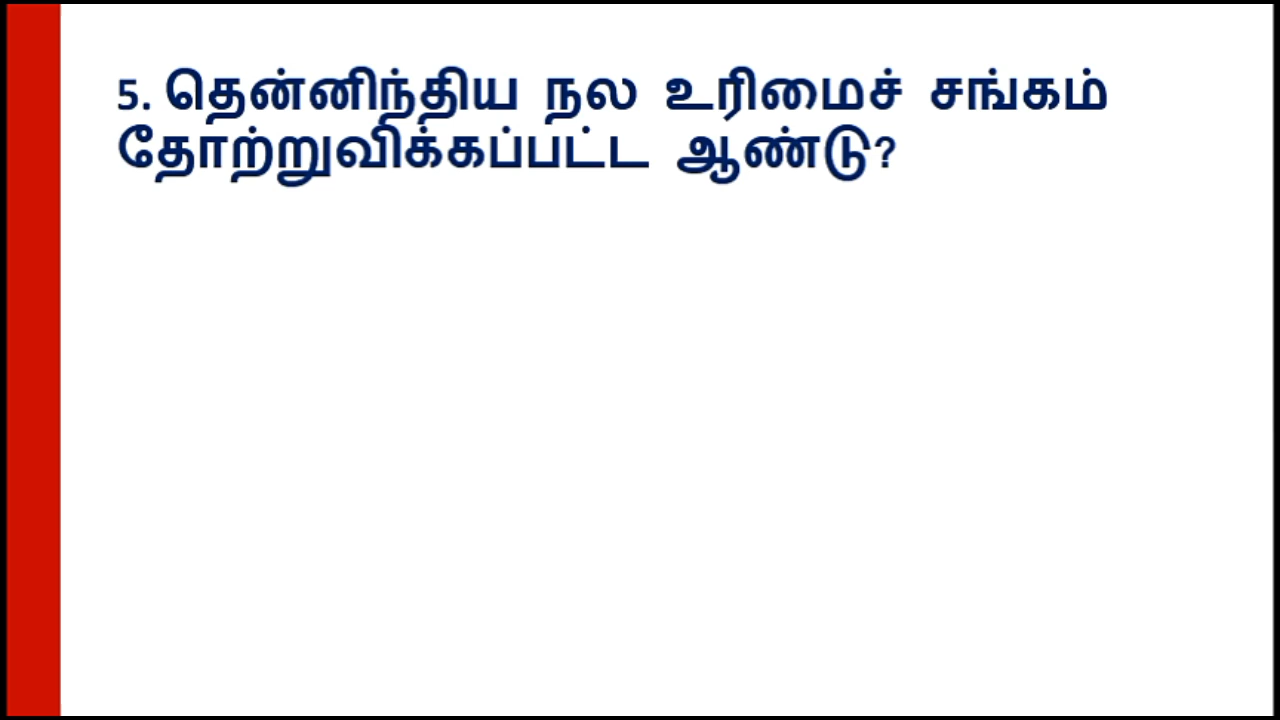 5. தென்னிந்திய நல உரிமைச் சங்கம்
தோற்றுவிக்கப்பட்ட ஆண்டு?